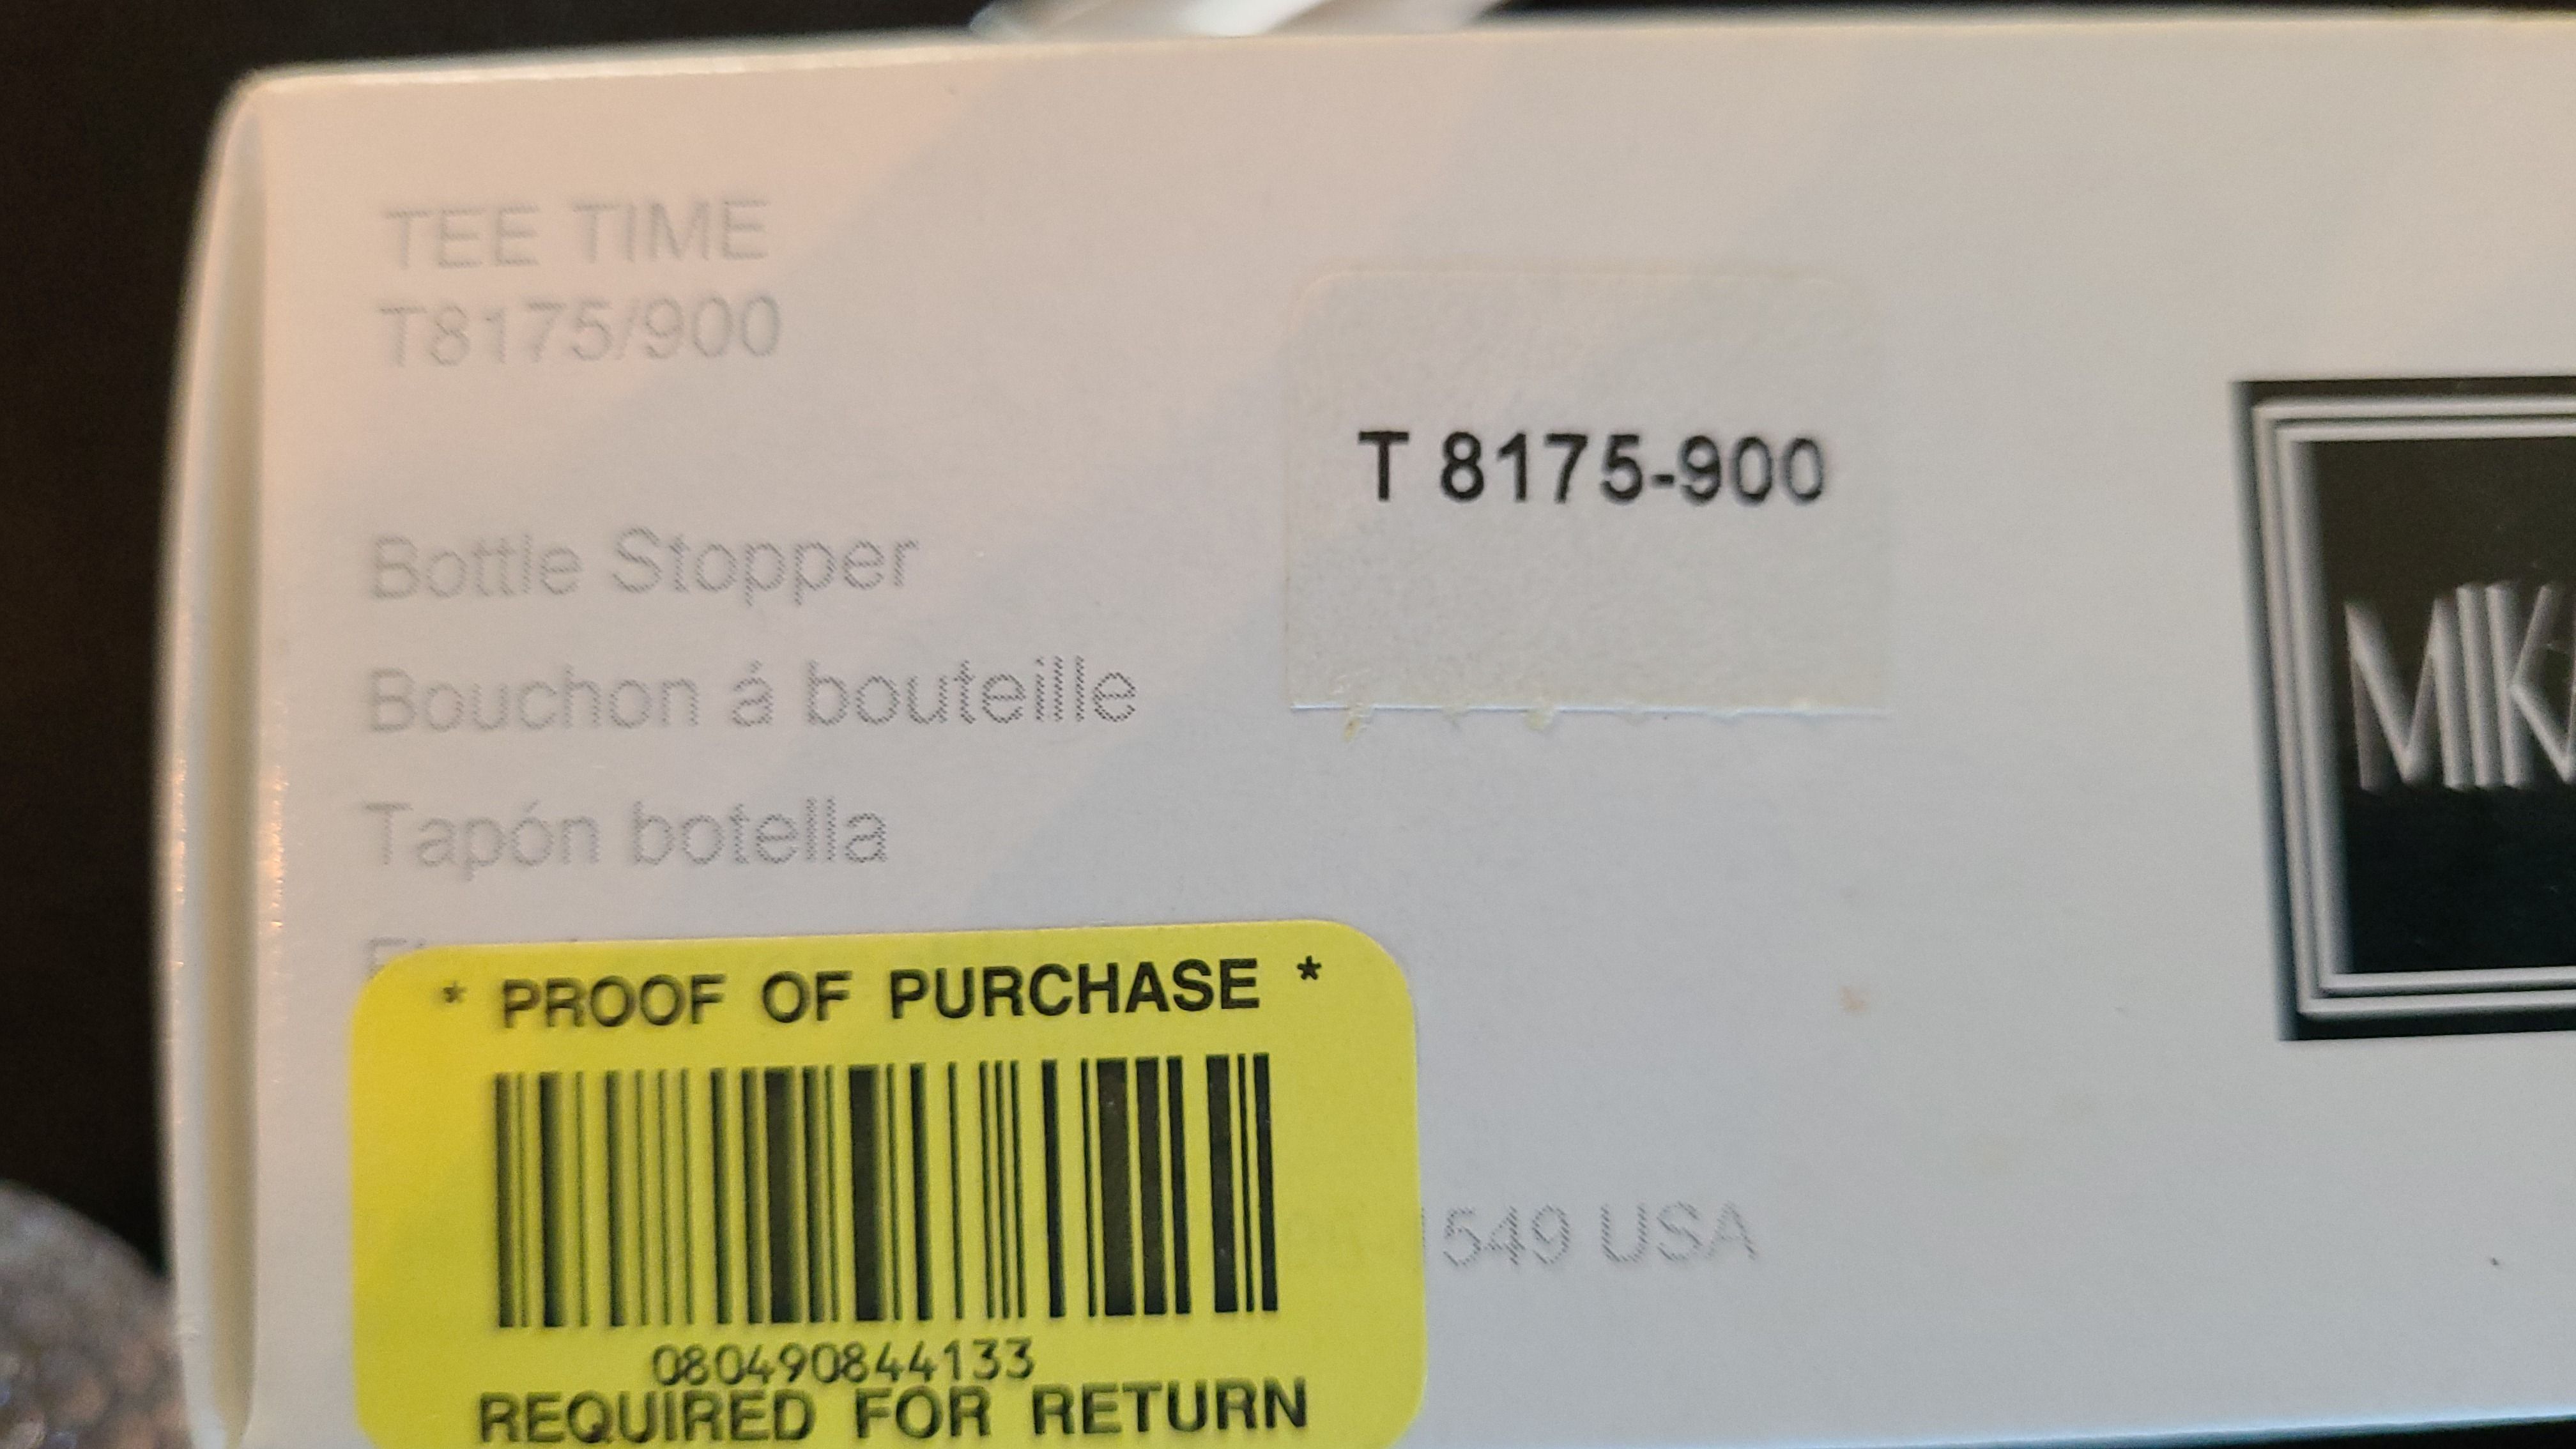 TEE TIME
T8175/900
T 8175-900
Bottle Stopper
Bouchon á bouteille
Tapón botella
* PROOF OF PURCHASE *
080490844133
REQUIRED FOR RETURN
549 USA
MIK